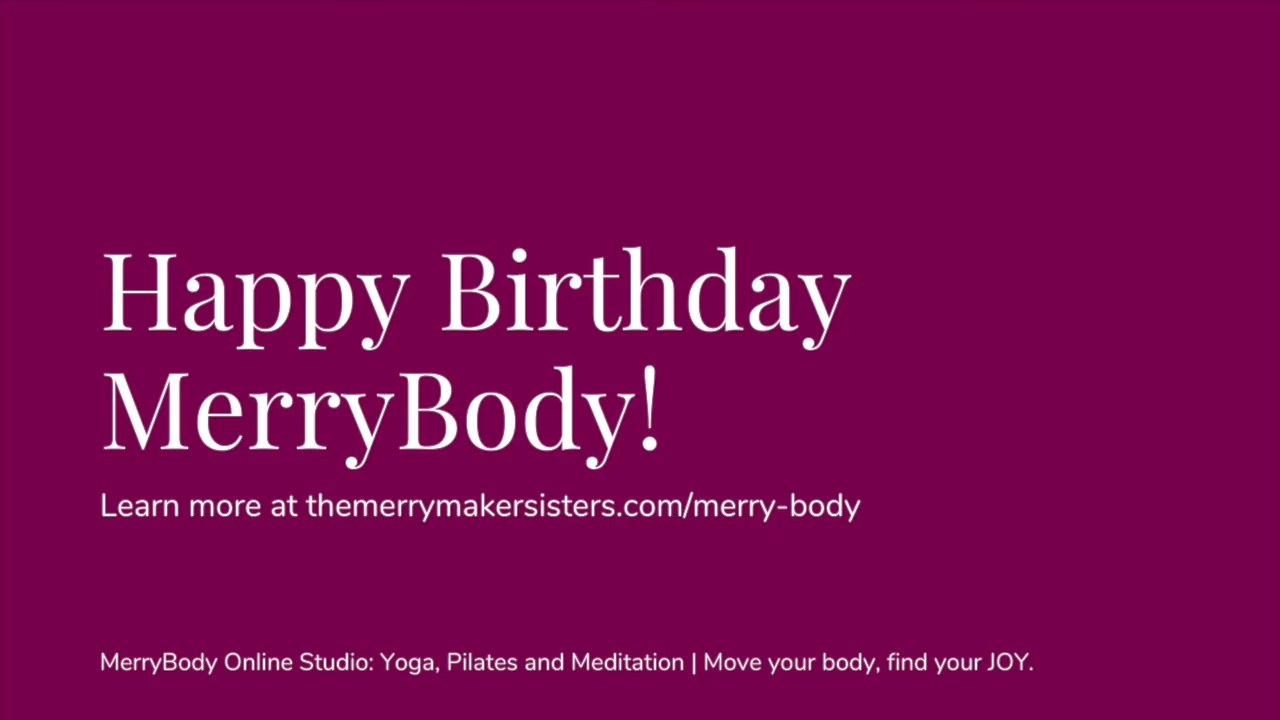 Happy Birthday
MerryBody!
Learn more at themerrymakersisters.com/merry-body
MerryBody Online Studio: Yoga, Pilates and Meditation | Move your body, find your JOY.